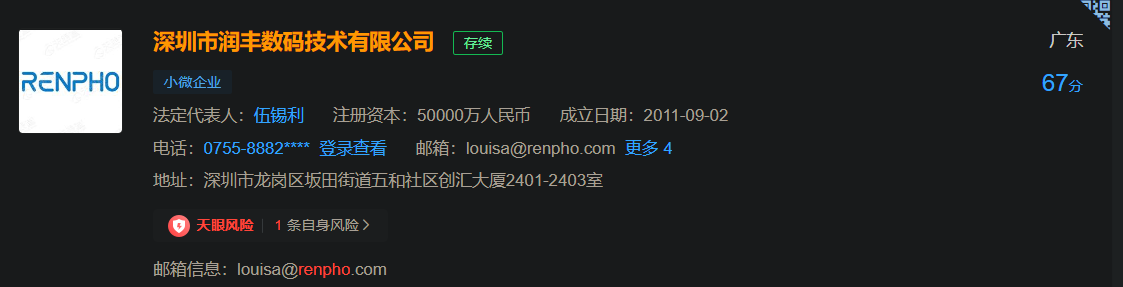 深圳市润丰数码技术有限公司 存续
广东
RENPHO
小微企业
67分
法定代表人：伍锡利 注册资本：50000万人民币 成立日期：2011-09-02
电话：0755-8882**** 登录查看 邮箱：louisa@renpho.com 更多 4
地址：深圳市龙岗区坂田街道五和社区创汇大厦2401-2403室
天眼风险 1 条自身风险 >
邮箱信息：louisa@renpho.com